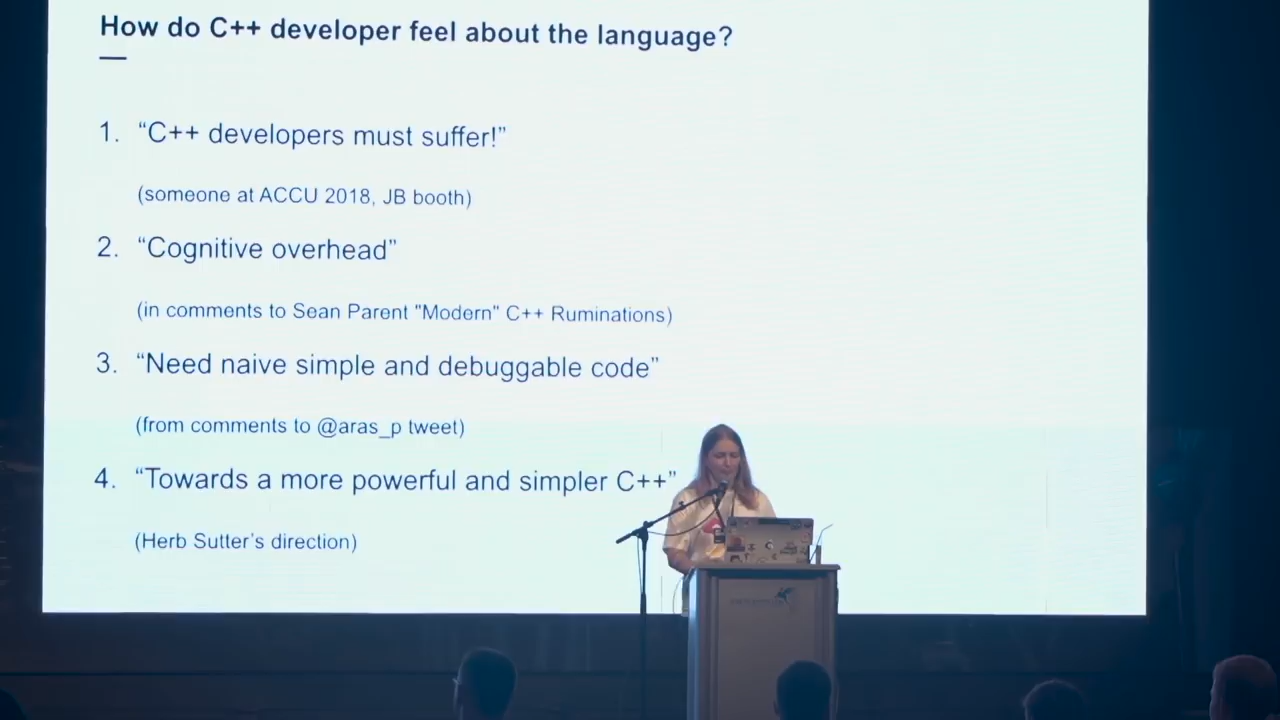 How do C++ developer feel about the language?
1. “C++ developers must suffer!”
(someone at ACCU 2018, JB booth)
2. “Cognitive overhead”
(in comments to Sean Parent "Modern" C++ Ruminations)
3. “Need naive simple and debuggable code”
(from comments to @aras_p tweet)
4. “Towards a more powerful and simpler C++”
(Herb Sutter’s direction)